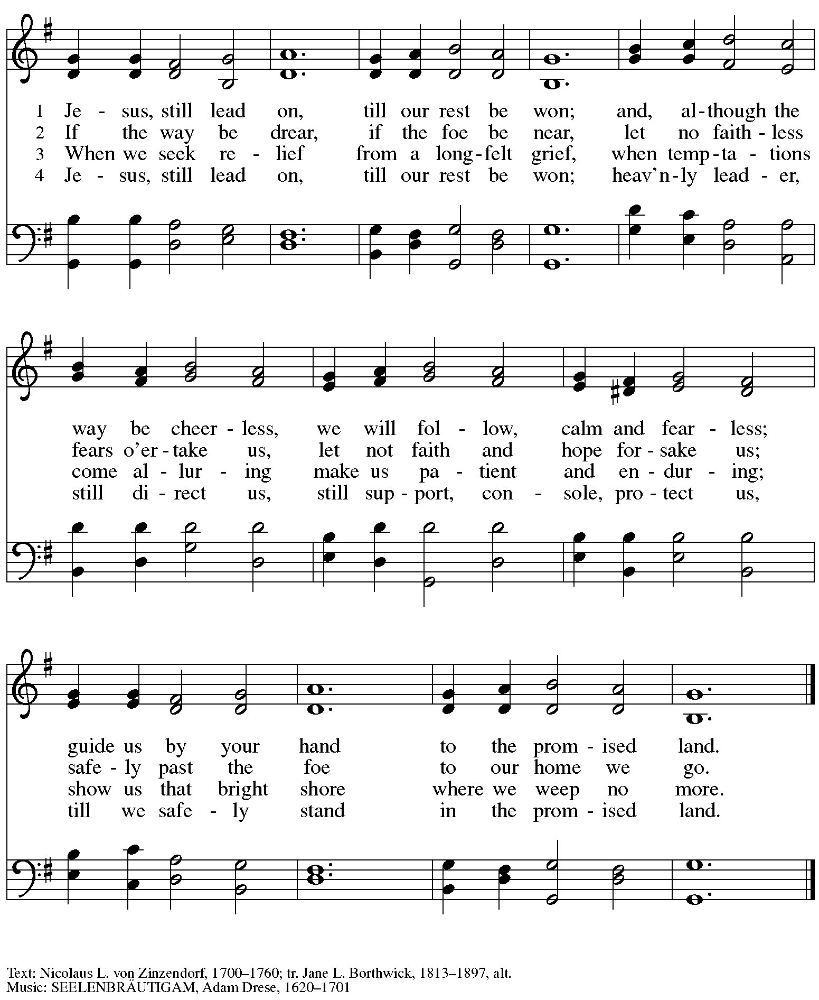 1 Je - sus, still lead on, till our rest be won; and, al - though the
2 If the way be drear, if the foe be near, let no faith - less
3 When we seek re - lief from a long - felt grief, when temp - ta - tions
4 Je - sus, still lead on, till our rest be won; heav'n - ly lead - er,
way be cheer - less, we will fol - low, calm and fear - less;
fears o'er - take us, let not faith and hope for - sake us;
come al - lur - ing make us pa - tient and en - dur - ing;
still di - rect us, still sup - port, con - sole, pro - tect us,
guide us by your hand to the prom - ised land.
safe - ly past the foe to our home we go.
show us that bright shore where we weep no more.
till we safe - ly stand in the prom - ised land.
Text: Nicolaus L. von Zinzendorf, 1700–1760; tr. Jane L. Borthwick, 1813–1897, alt.
Music: SEELENBRÄUTIGAM, Adam Drese, 1620–1701